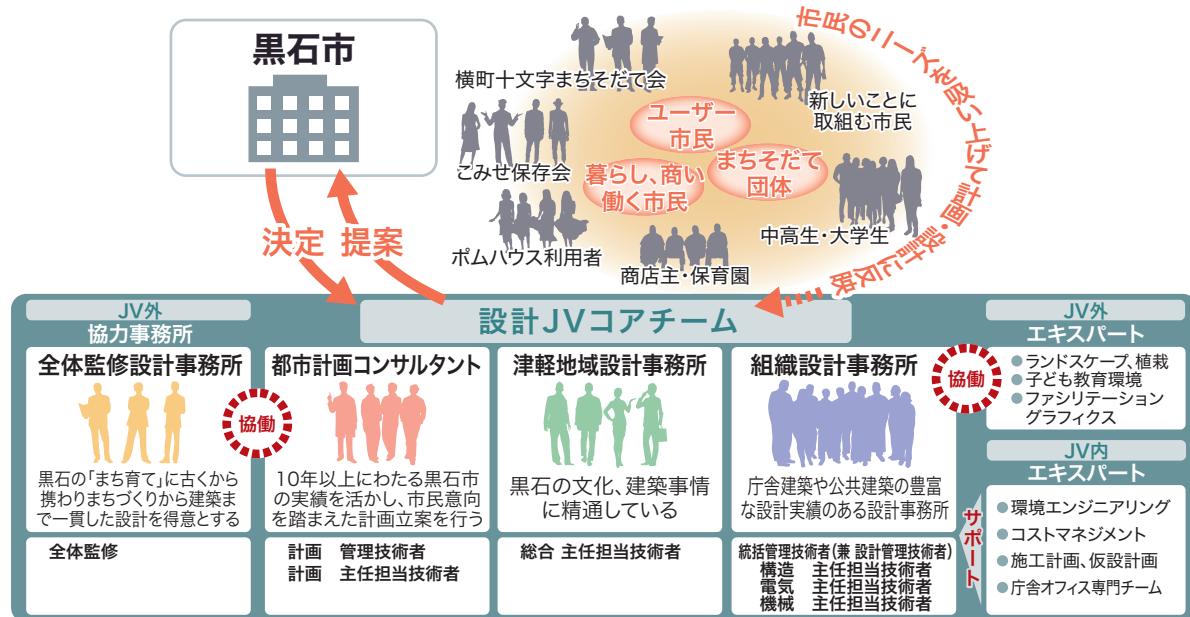 黒石市
決定
提案
横町十文字まちそだて会
新しいことに
取組む市民
こみせ保存会
ユーザー
市民
まちそだて
団体
暮らし、商い
働く市民
ポムハウス利用者
商店主・保育園
中高生・大学生
市民のニーズを吸い上げて計画・設計に反映
JV外
協力事務所
設計JVコアチーム
全体監修設計事務所
黒石の「まち育て」に古くから
携わりまちづくりから建築ま
で一貫した設計を得意とする
全体監修
協働
都市計画コンサルタント
10年以上にわたる黒石市
の実績を活かし、市民意向
を踏まえた計画立案を行う
計画 管理技術者
計画 主任担当技術者
津軽地域設計事務所
黒石の文化、建築事情
に精通している
総合 主任担当技術者
組織設計事務所
庁舎建築や公共建築の豊富
な設計実績のある設計事務所
統括管理技術者(兼 設計管理技術者)
構造 主任担当技術者
電気 主任担当技術者
機械 主任担当技術者
協働
サポート
JV外
エキスパート
●ランドスケープ、植栽
●子ども教育環境
●ファシリテーション
グラフィクス
JV内
エキスパート
●環境エンジニアリング
●コストマネジメント
●施工計画、仮設計画
●庁舎オフィス専門チーム